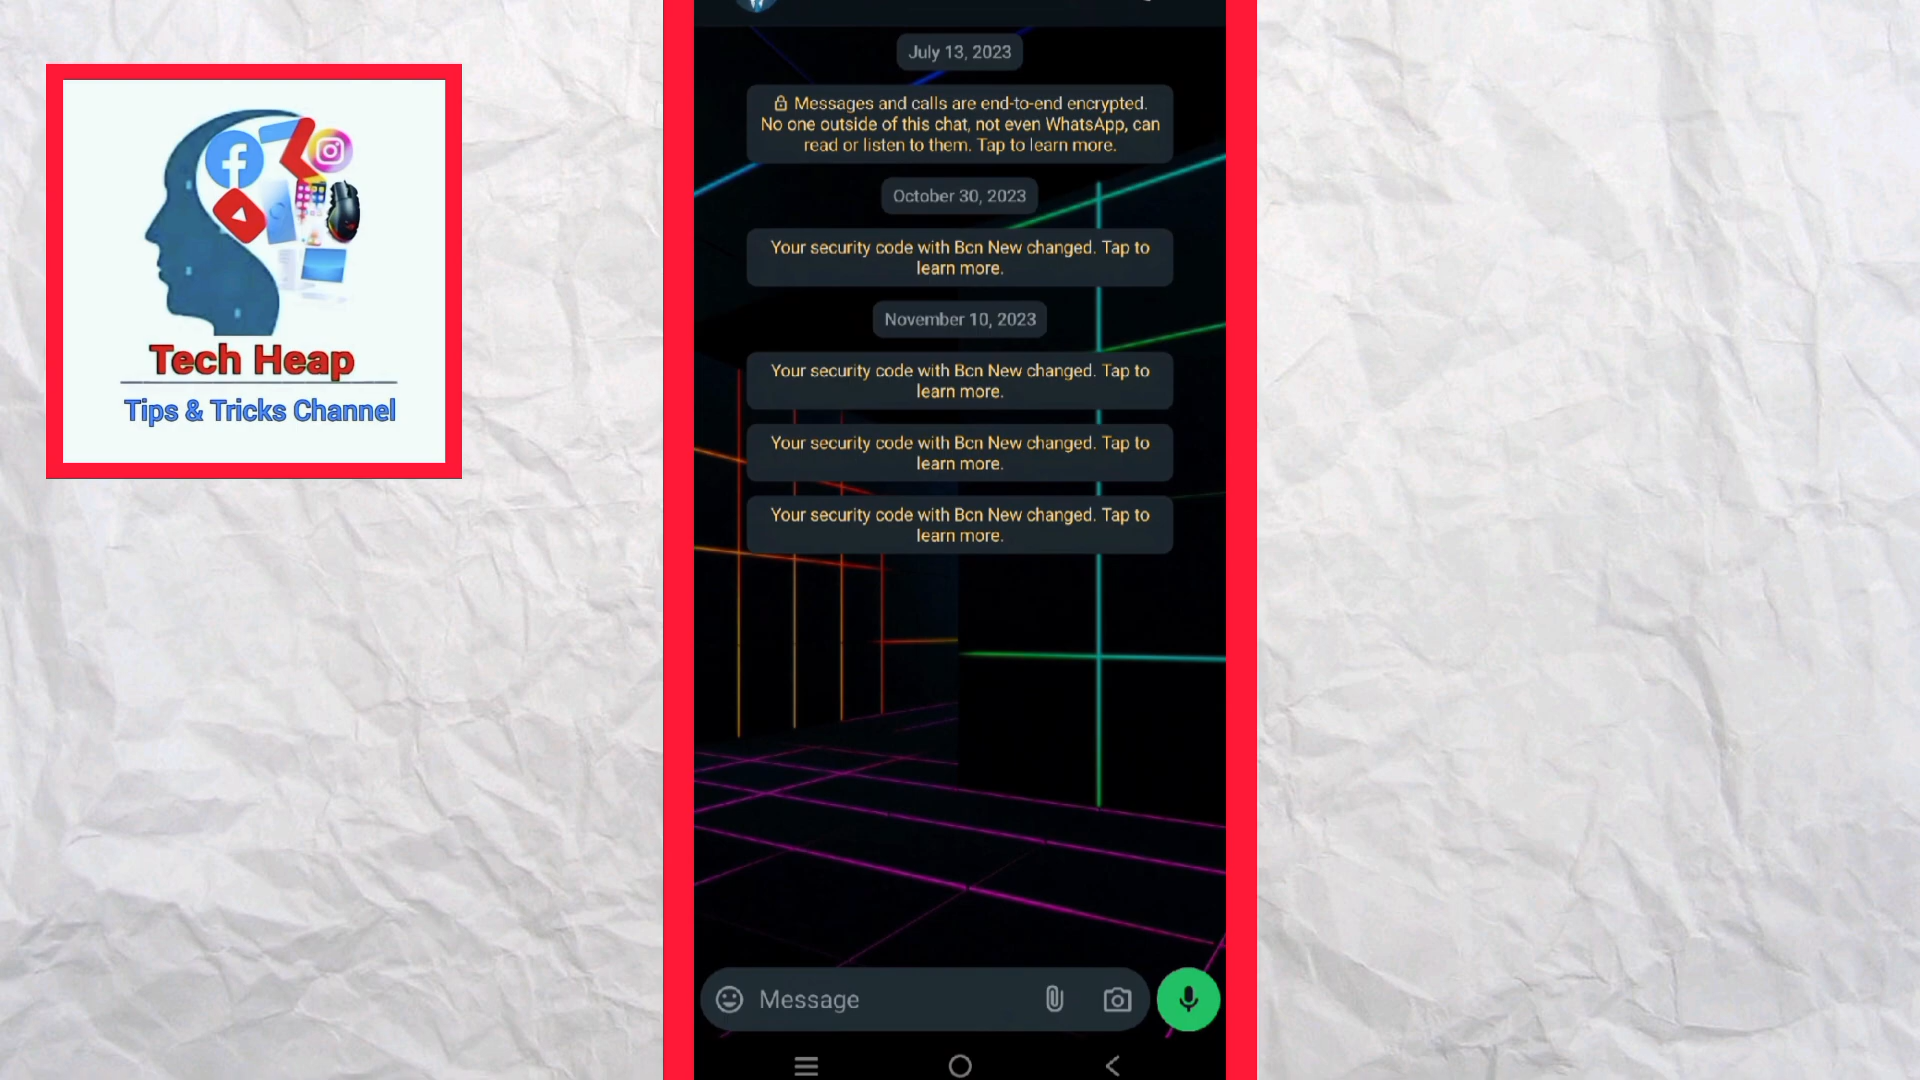 Tech Heap
Tips & Tricks Channel
July 13, 2023
Messages and calls are end-to-end encrypted.
No one outside of this chat, not even WhatsApp, can
read or listen to them. Tap to learn more.
October 30, 2023
Your security code with Bcn New changed. Tap to
learn more.
November 10, 2023
Your security code with Bcn New changed. Tap to
learn more.
Your security code with Bcn New changed. Tap to
learn more.
Your security code with Bcn New changed. Tap to
learn more.
Message